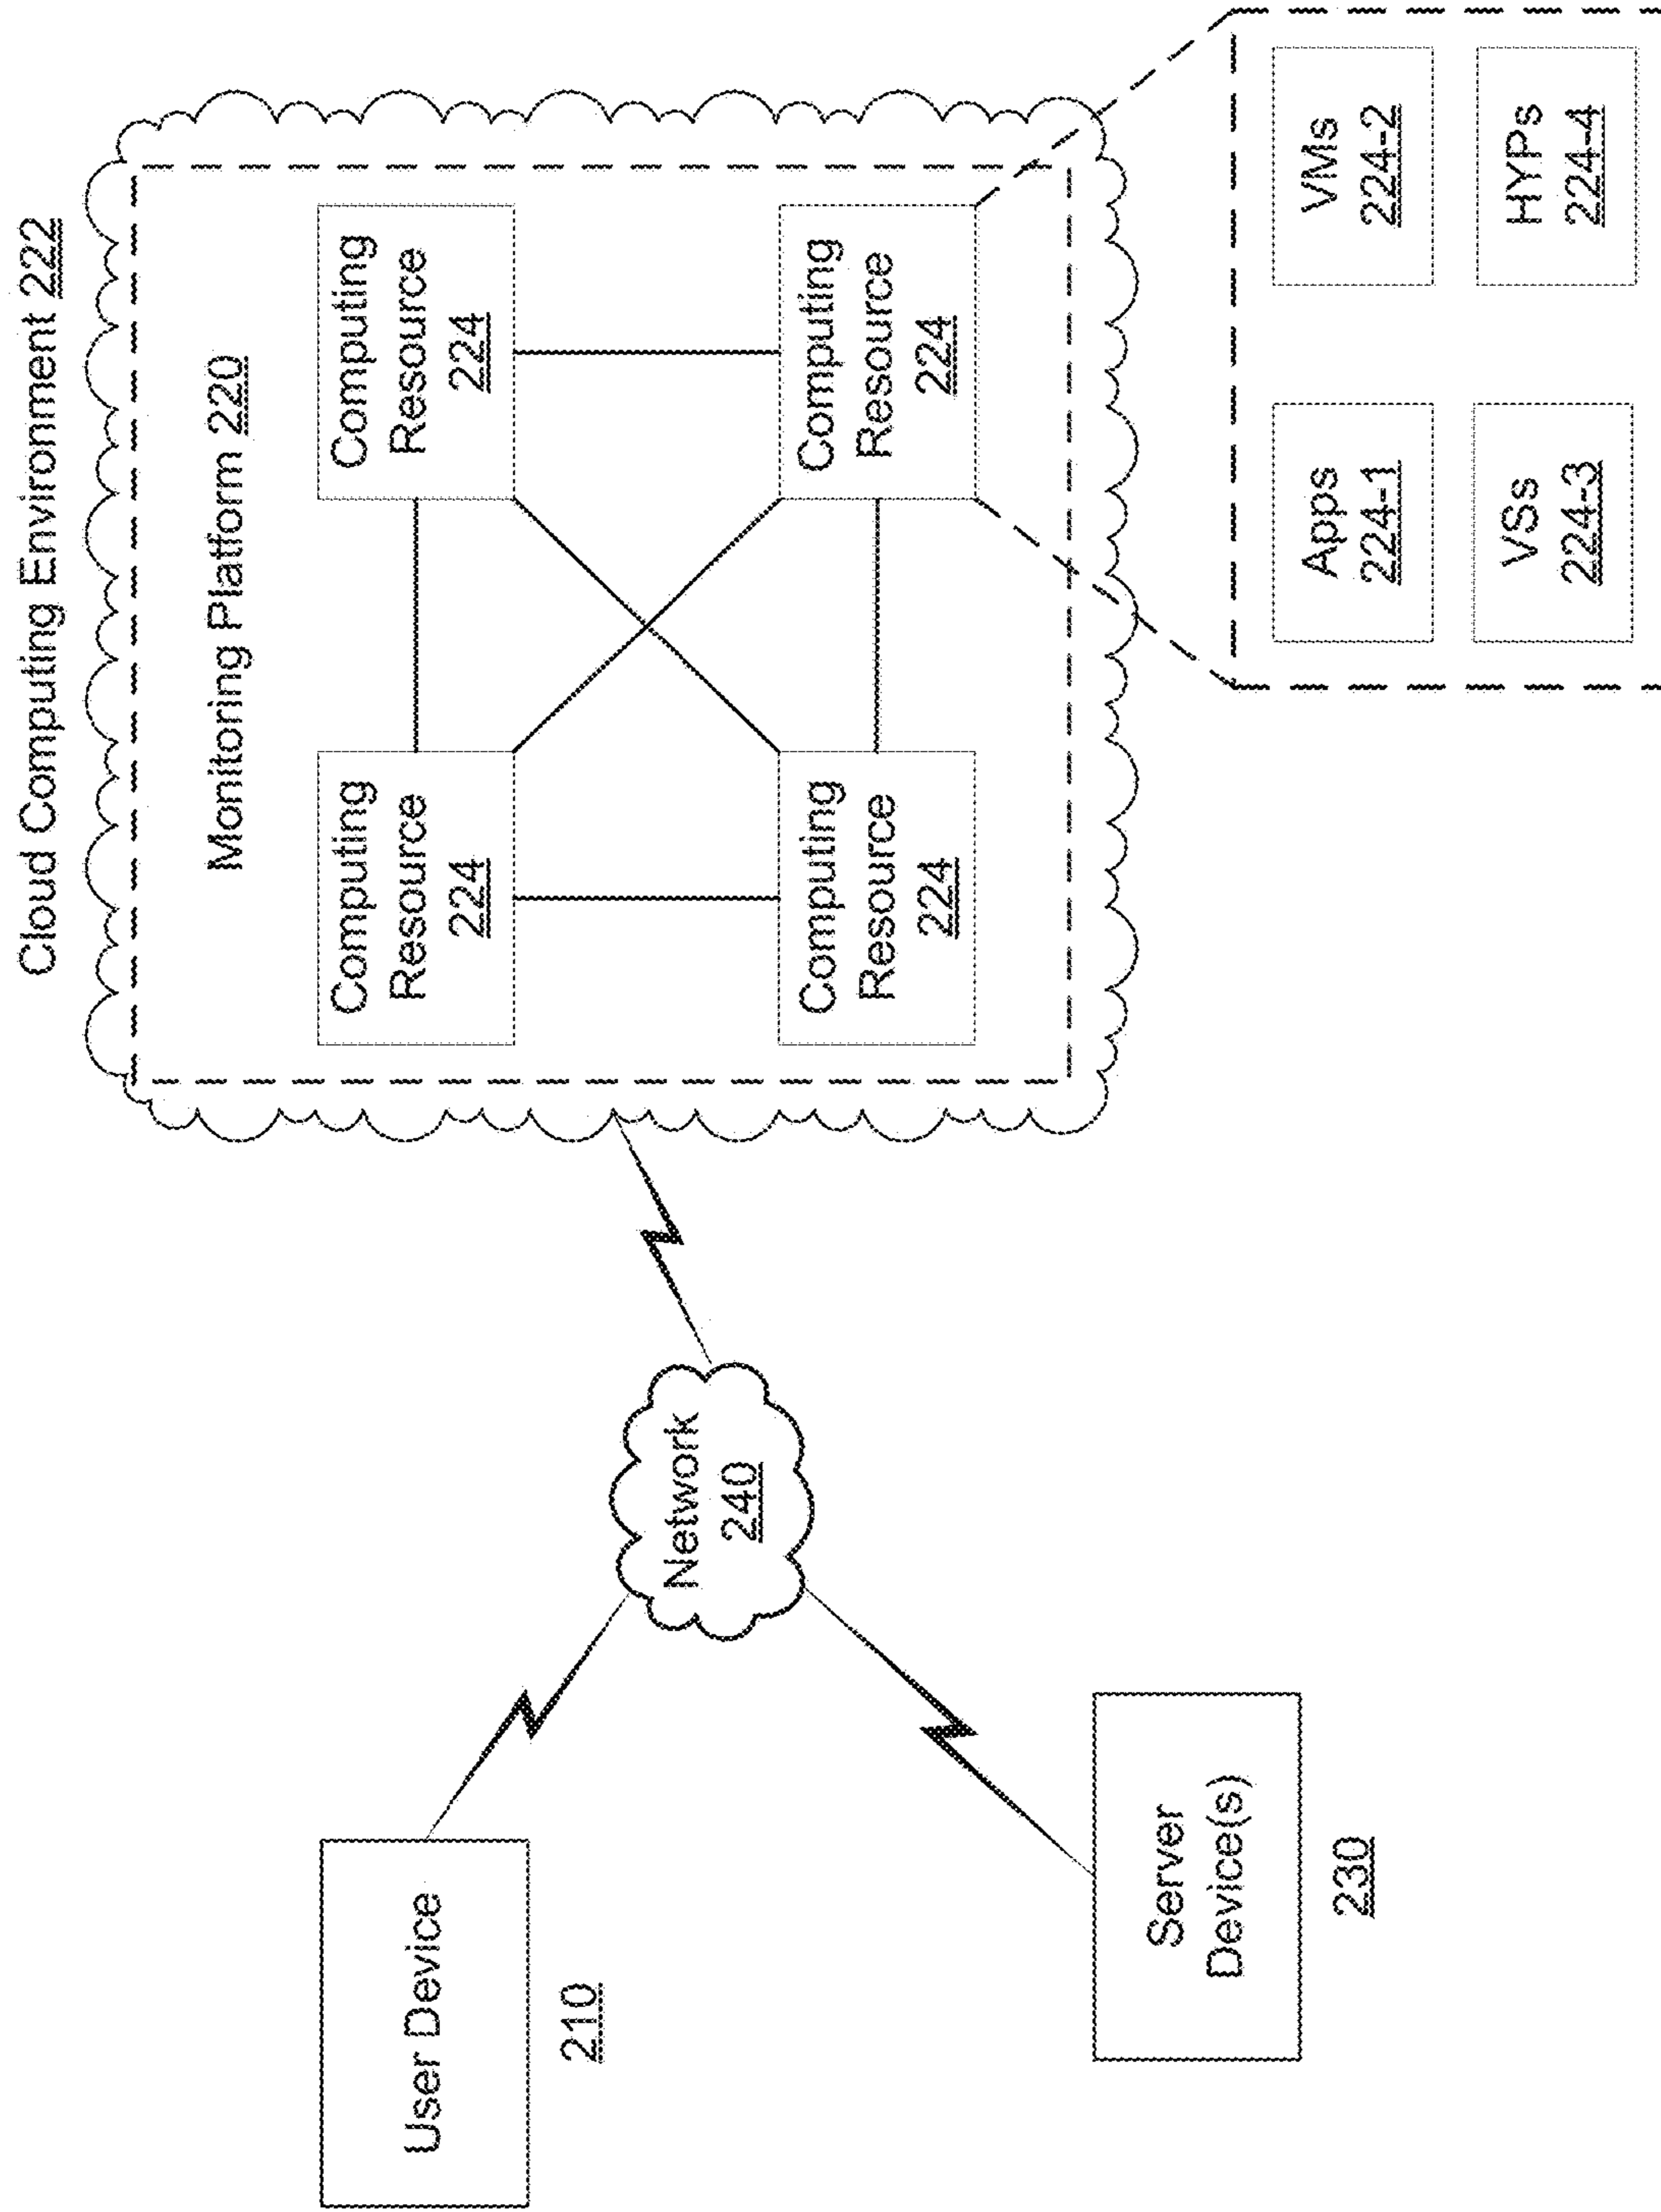 Cloud Computing Environment 222
Monitoring Platform 220
Computing
Resource
224
Computing
Resource
224
Computing
Resource
224
Computing
Resource
224
User Device
210
Network
240
Server
Device(s)
230
Apps
224-1
VMs
224-2
VSs
224-3
HYPs
224-4